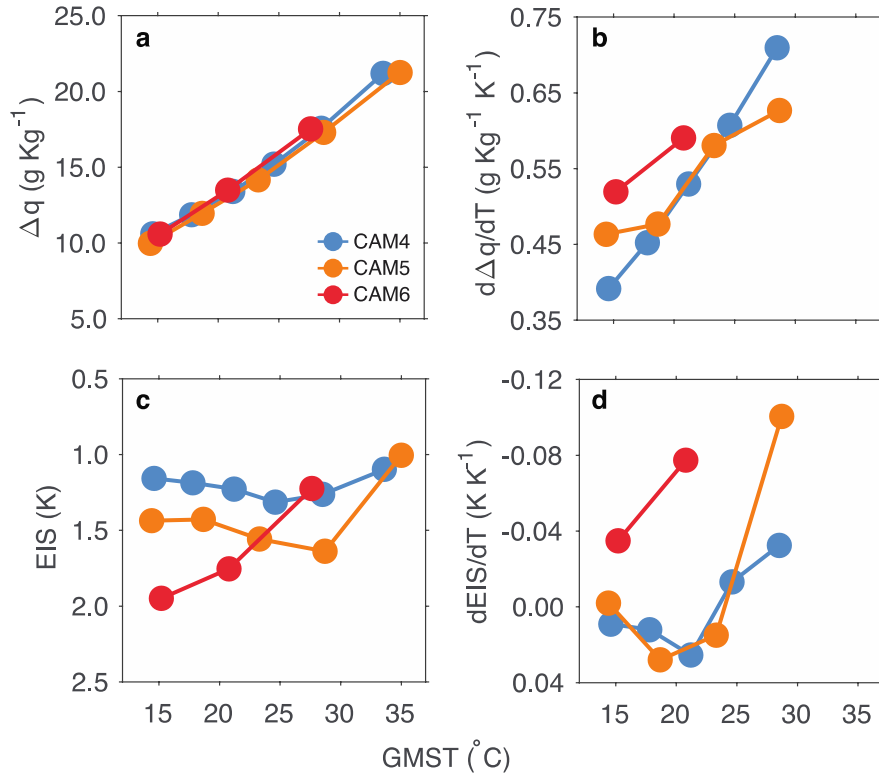 a
25.0
20.0
15.0
10.0
5.0
Δq (g Kg⁻¹)
CAM4
CAM5
CAM6
b
0.75
0.65
0.55
0.45
0.35
dΔq/dT (g Kg⁻¹ K⁻¹)
c
0.5
1.0
1.5
2.0
2.5
EIS (K)
15 20 25 30 35
d
-0.12
-0.08
-0.04
0.00
0.04
dEIS/dT (K K⁻¹)
15 20 25 30 35
GMST (°C)